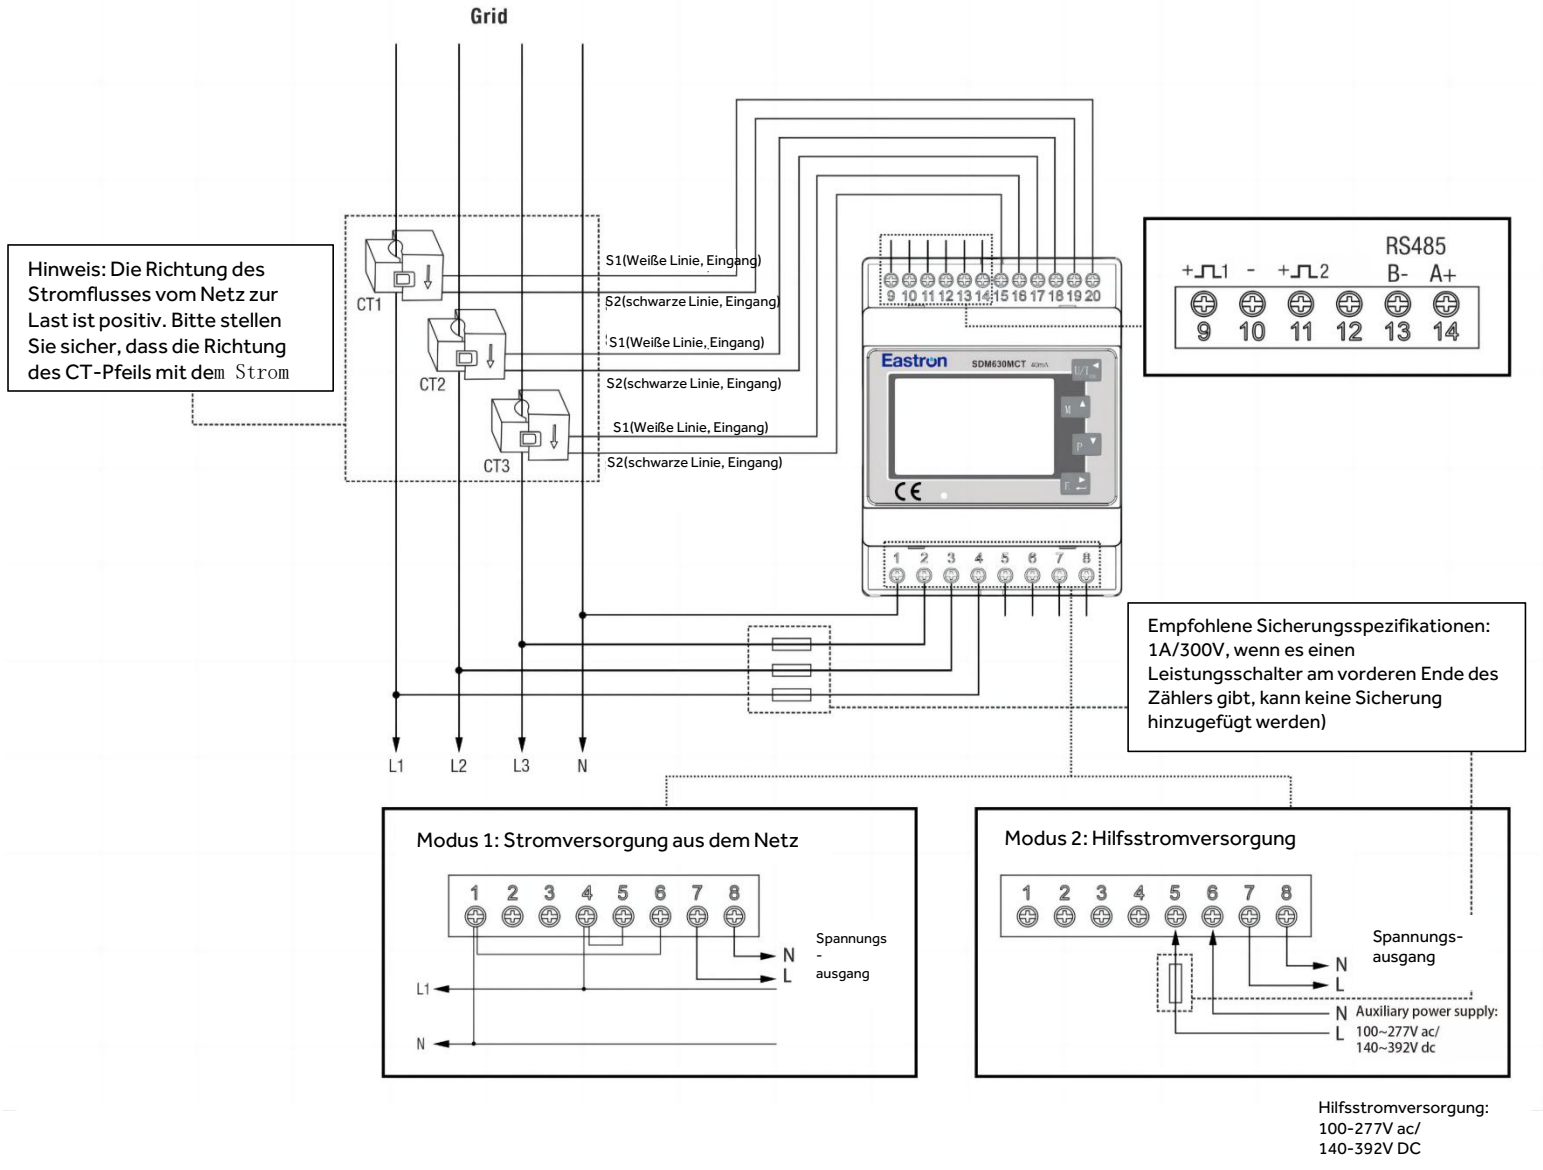 Grid
Hinweis: Die Richtung des
Stromflusses vom Netz zur
Last ist positiv. Bitte stellen
Sie sicher, dass die Richtung
des CT-Pfeils mit dem Strom
CT1
CT2
CT3
S1(Weiße Linie, Eingang)
S2(schwarze Linie, Eingang)
S1(Weiße Linie, Eingang)
S2(schwarze Linie, Eingang)
S1(Weiße Linie, Eingang)
S2(schwarze Linie, Eingang)
9 10 11 12 13 14 15 16 17 18 19 20
Eastron SDM630MCT 40mA
U/I
M
P
E
CE
1 2 3 4 5 6 7 8
RS485
+ 1 - + 2 B- A+
9 10 11 12 13 14
Empfohlene Sicherungsspezifikationen:
1A/300V, wenn es einen
Leistungsschalter am vorderen Ende des
Zählers gibt, kann keine Sicherung
hinzugefügt werden)
L1 L2 L3 N
Modus 1: Stromversorgung aus dem Netz
1 2 3 4 5 6 7 8
Spannungs
-
ausgang
N
L
L1
N
Modus 2: Hilfsstromversorgung
1 2 3 4 5 6 7 8
Spannungs-
ausgang
N
L
N Auxiliary power supply:
L 100~277V ac/
140~392V dc
Hilfsstromversorgung:
100-277V ac/
140-392V DC